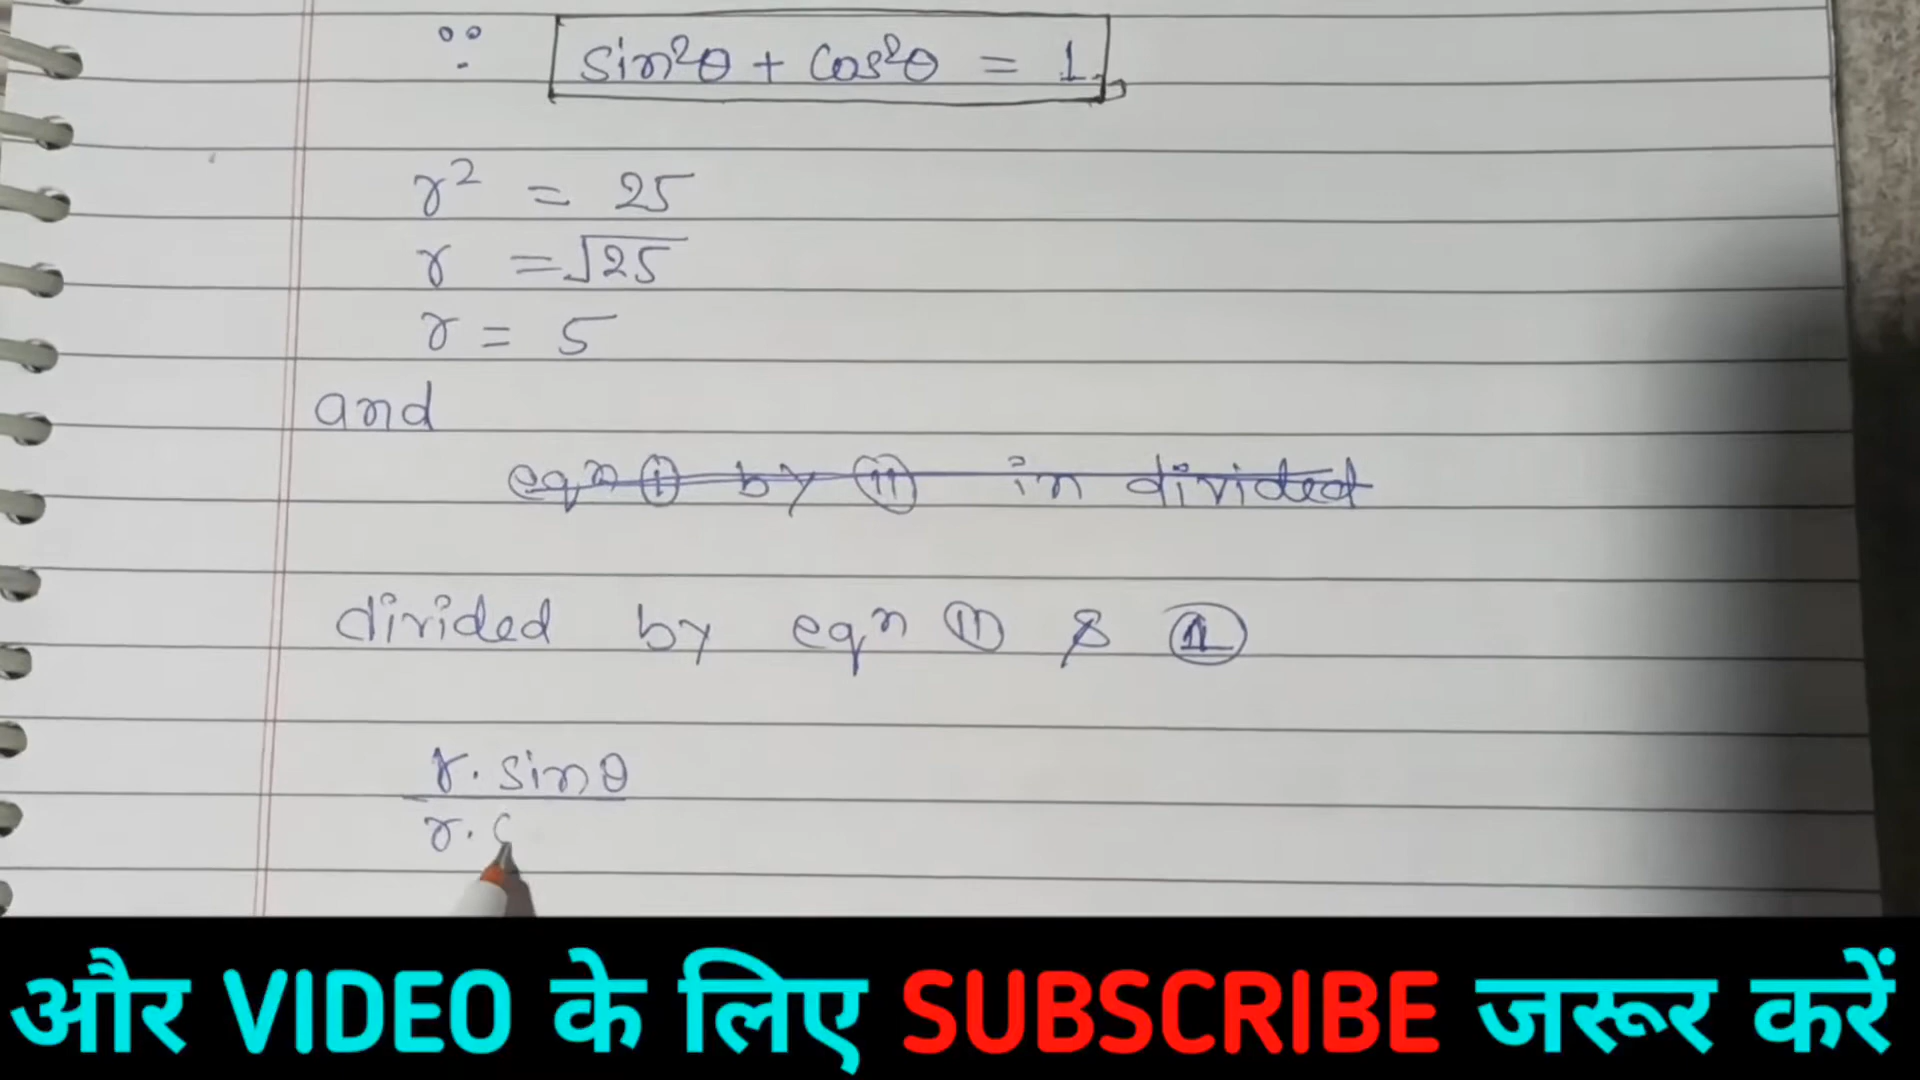 ∵ sin²θ + cos²θ = 1,
r² = 25
r = √25
r = 5
and
eqn (i) by (ii) in divided
divided by eqn (ii) & (1)
r. sinθ
r. c
और VIDEO के लिए SUBSCRIBE जरूर करें